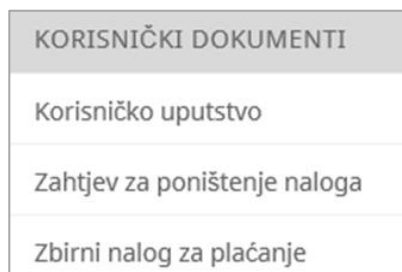 KORISNIČKI DOKUMENTI
Korisničko uputstvo
Zahtjev za poništenje naloga
Zbirni nalog za plaćanje